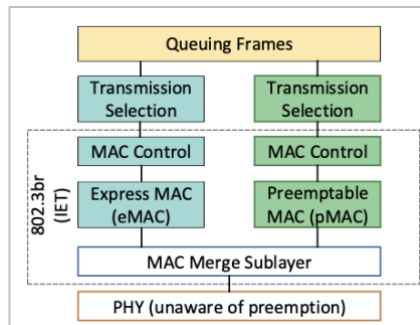 Queuing Frames
Transmission
Selection
Transmission
Selection
802.3br
(IET)
MAC Control
MAC Control
Express MAC
(eMAC)
Preemptable
MAC (pMAC)
MAC Merge Sublayer
PHY (unaware of preemption)